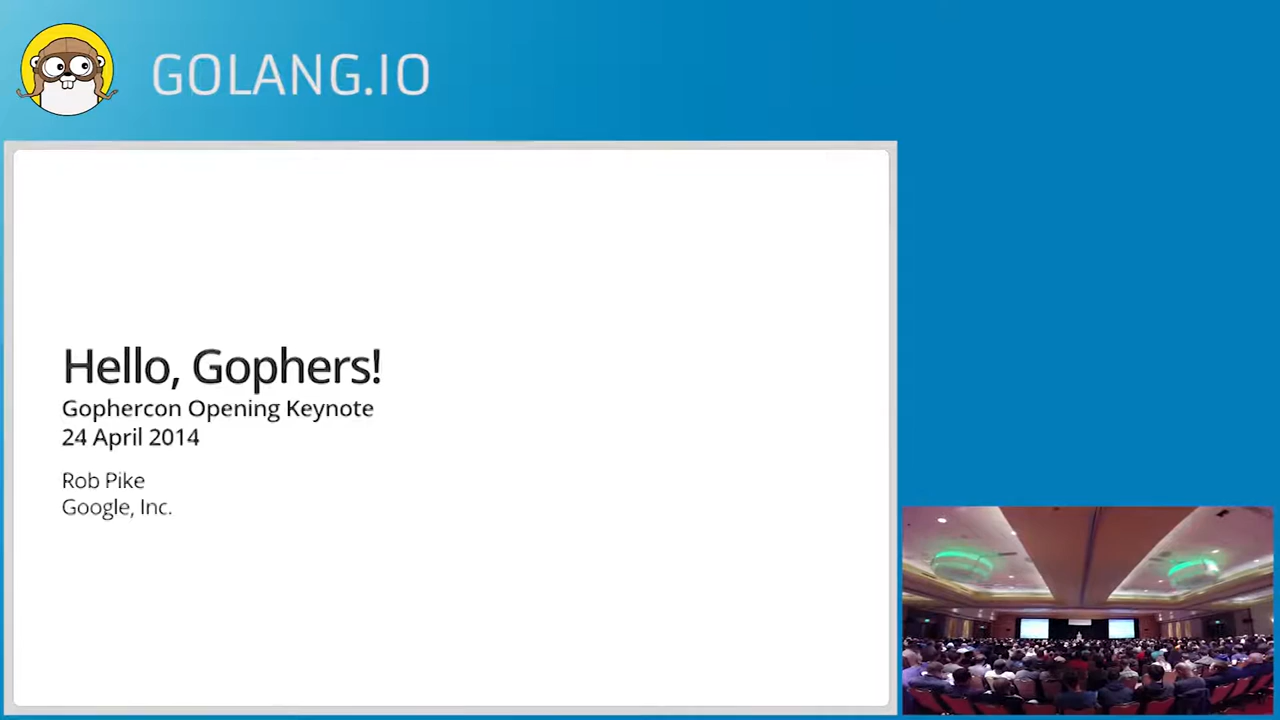 GOLANG.IO
Hello, Gophers!
Gophercon Opening Keynote
24 April 2014
Rob Pike
Google, Inc.